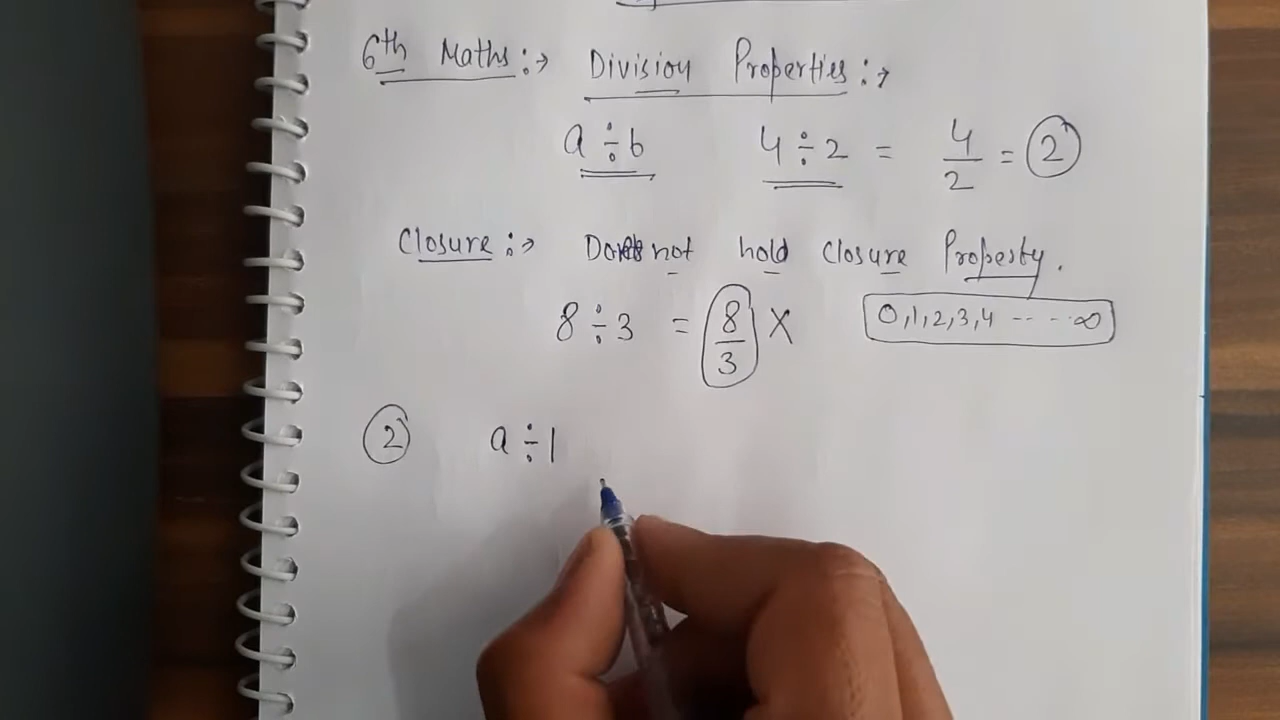 6th Maths:→ Division Properties:→
a ÷ b 4 ÷ 2 = 4/2 = 2
Closure:→ not hold closure Property.
8 ÷ 3 = 8/3 X 0,1,2,3,4 -- -- ∞
2 a ÷ 1